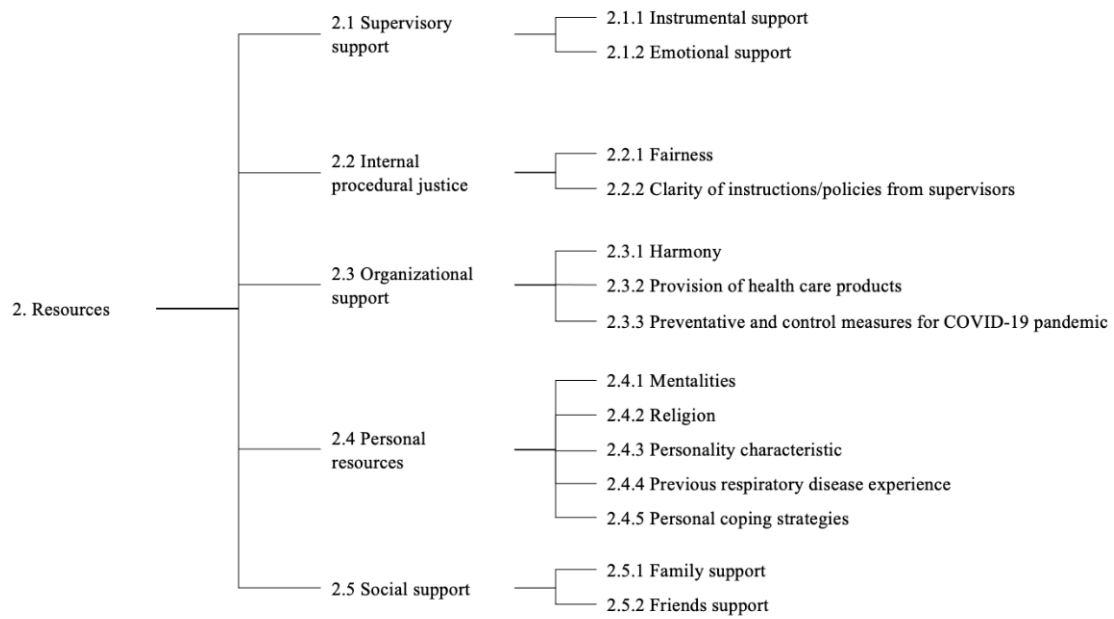 2. Resources
2.1 Supervisory
support
2.1.1 Instrumental support
2.1.2 Emotional support
2.2 Internal
procedural justice
2.2.1 Fairness
2.2.2 Clarity of instructions/policies from supervisors
2.3 Organizational
support
2.3.1 Harmony
2.3.2 Provision of health care products
2.3.3 Preventative and control measures for COVID-19 pandemic
2.4 Personal
resources
2.4.1 Mentalities
2.4.2 Religion
2.4.3 Personality characteristic
2.4.4 Previous respiratory disease experience
2.4.5 Personal coping strategies
2.5 Social support
2.5.1 Family support
2.5.2 Friends support